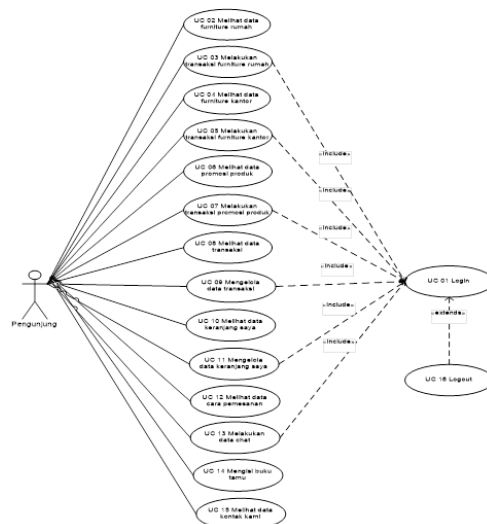 UC 02 Melihat data
furniture rumah
UC 03 Melakukan
transaksi furniture rumah
UC 04 Melihat data
furniture kantor
UC 05 Melakukan
transaksi furniture kantor
«include»
UC 06 Melihat data
promosi produk
«include»
UC 07 Melakukan
transaksi promosi produk
«include»
UC 08 Melihat data
transaksi
«include»
UC 09 Mengelola
data transaksi
UC 01 Login
Pengunjung
UC 10 Melihat data
keranjang saya
«include»
«extends»
UC 11 Mengelola
data keranjang saya
«include»
UC 12 Melihat data
cara pemesanan
UC 16 Logout
UC 13 Melakukan
data chat
UC 14 Mengisi buku
tamu
UC 15 Melihat data
kontak kami